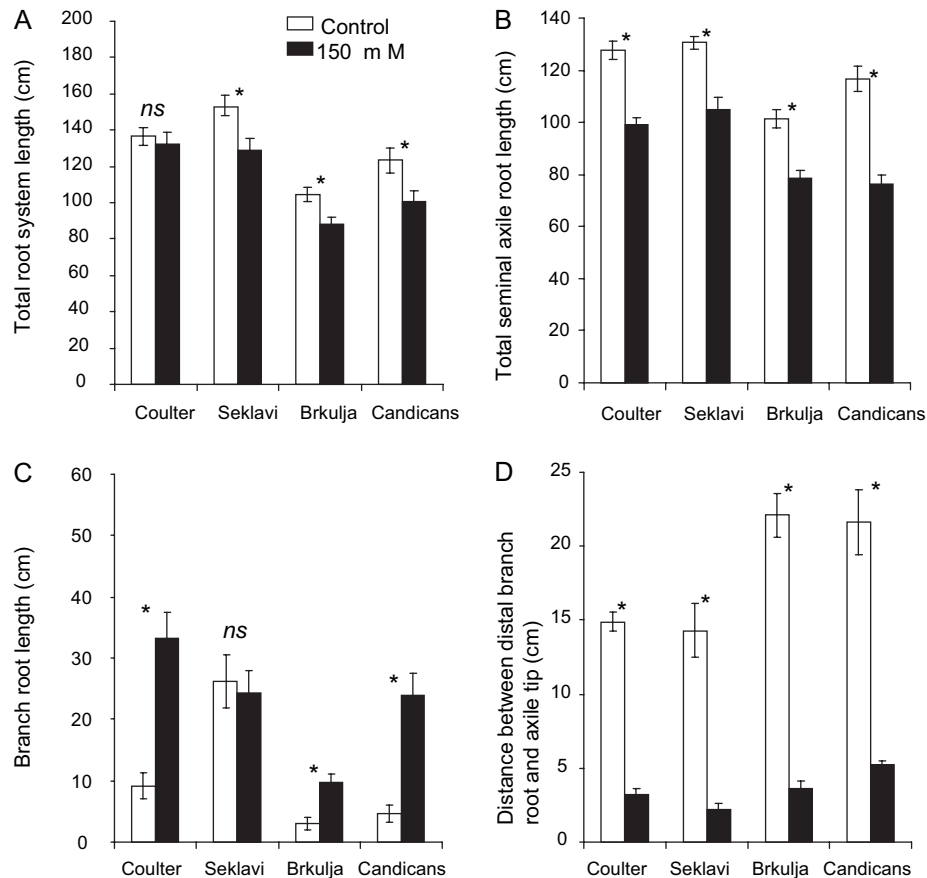 A
Control
150 m M
Total root system length (cm)
200
180
160
140
120
100
80
60
40
20
0
ns
*
*
*
Coulter Seklavi Brkulja Candicans
B
Total seminal axile root length (cm)
140
120
100
80
60
40
20
0
*
*
*
*
Coulter Seklavi Brkulja Candicans
C
Branch root length (cm)
60
50
40
30
20
10
0
*
ns
*
*
Coulter Seklavi Brkulja Candicans
D
Distance between distal branch
root and axile tip (cm)
25
20
15
10
5
0
*
*
*
*
Coulter Seklavi Brkulja Candicans